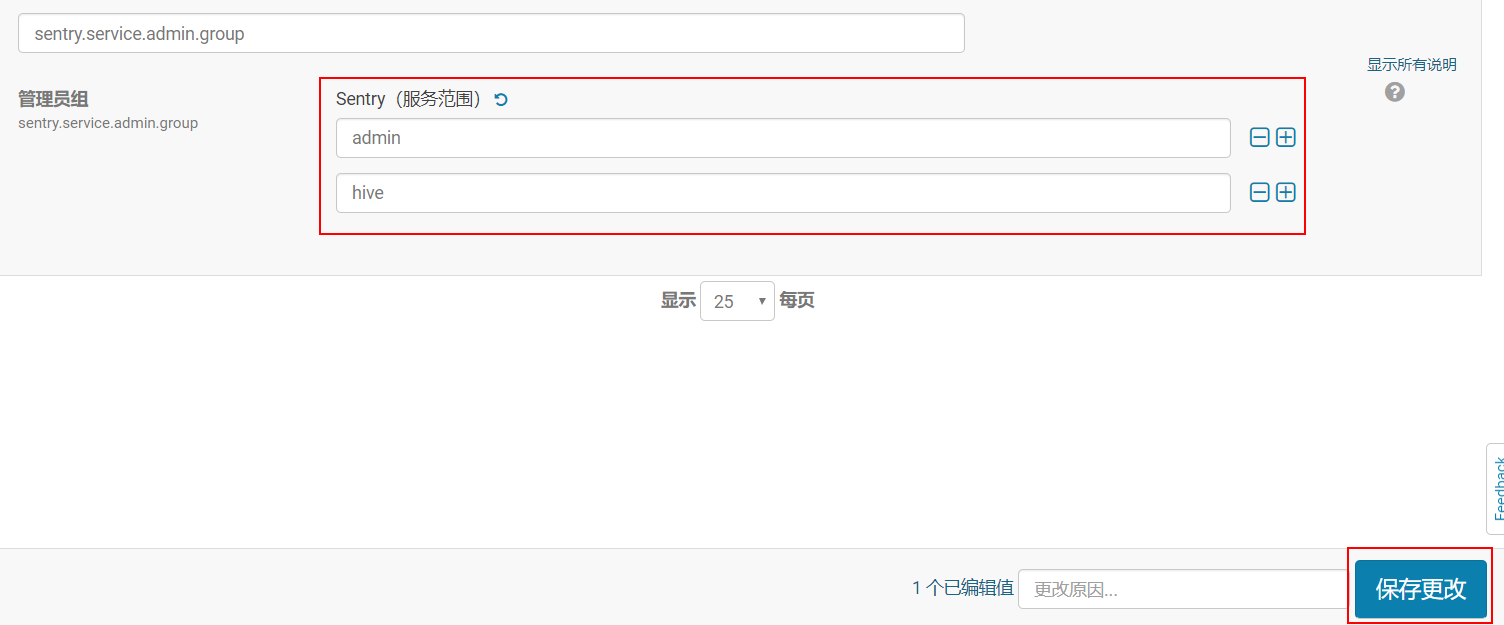 sentry.service.admin.group
显示所有说明
管理员组
sentry.service.admin.group
Sentry（服务范围）
admin
hive
显示 25 每页
Feedback
1 个已编辑值 更改原因... 保存更改